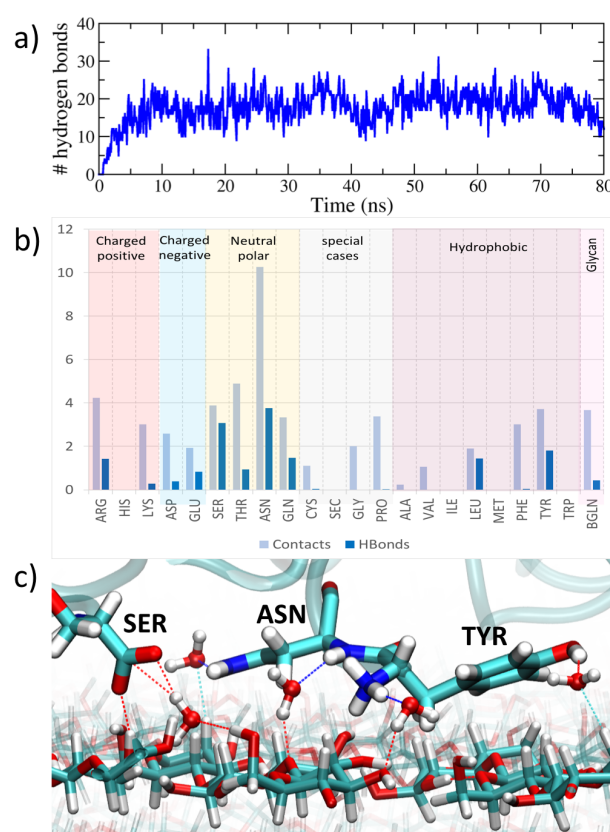 a)
# hydrogen bonds
40
30
20
10
0
0 10 20 30 40 50 60 70 80
Time (ns)
b)
12
10
8
6
4
2
0
Charged positive
Charged negative
Neutral polar
special cases
Hydrophobic
Glycan
ARG HIS LYS ASP GLU SER THR ASN GLN CYS SEC GLY PRO ALA VAL ILE LEU MET PHE TYR TRP BGLN
Contacts HBonds
c)
SER ASN TYR